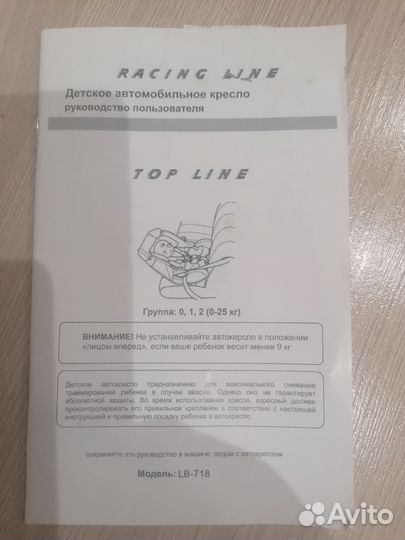 RACING LINE
Детское автомобильное кресло
руководство пользователя
TOP LINE
Группа: 0, 1, 2 (0-25 кг)
ВНИМАНИЕ! Не устанавливайте автокерсло в положении
«лицом вперед», если ваше ребенок весит менее 9 кг
Детское автокресло предназначено для максимального снижения
травмирования ребенка в случае аварии. Однако оно не гарантирует
абсолютной защиты. Во время использования кресла, взрослый должен
проконтролировать его правильное крепление в соответствии с настоящей
инструкцией и правильную посадку ребенка в автокресло.
сохраняйте это руководство в машине, рядом с автокреслом
Модель: LB-718
Avito